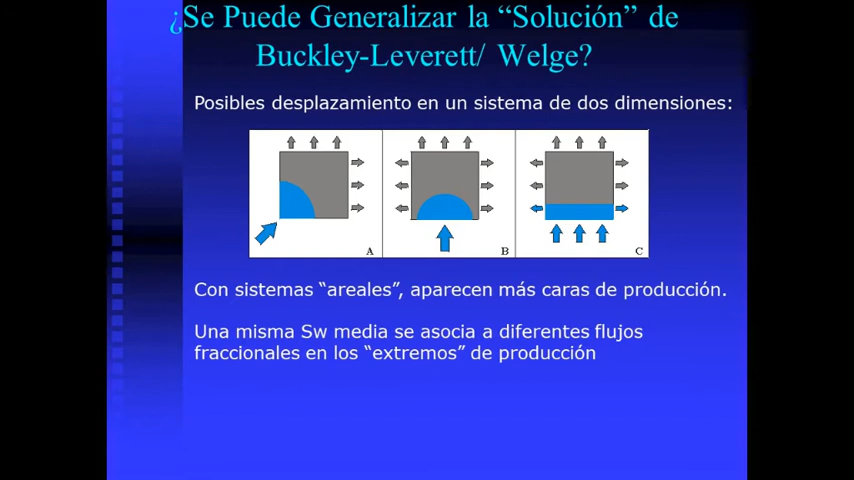 ¿Se Puede Generalizar la “Solución” de
Buckley-Leverett/ Welge?
Posibles desplazamiento en un sistema de dos dimensiones:
A
B
C
Con sistemas “areales”, aparecen más caras de producción.
Una misma Sw media se asocia a diferentes flujos
fraccionales en los “extremos” de producción